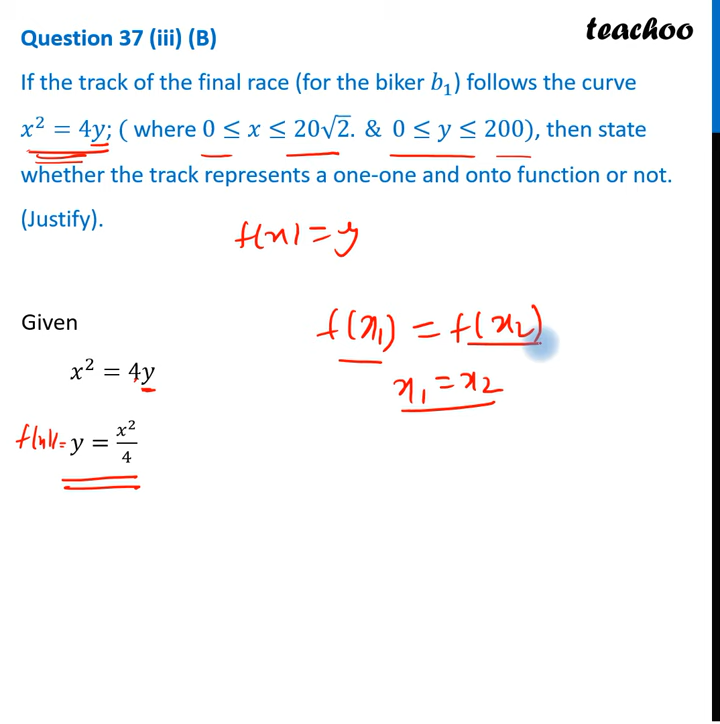 teachoo
Question 37 (iii) (B)
If the track of the final race (for the biker b₁) follows the curve
x² = 4y; ( where 0 ≤ x ≤ 20√2. & 0 ≤ y ≤ 200), then state
whether the track represents a one-one and onto function or not.
(Justify).
f(x) = y
Given
f(x₁) = f(x₂)
x² = 4y
x₁ = x₂
f(x) = y = x²/4